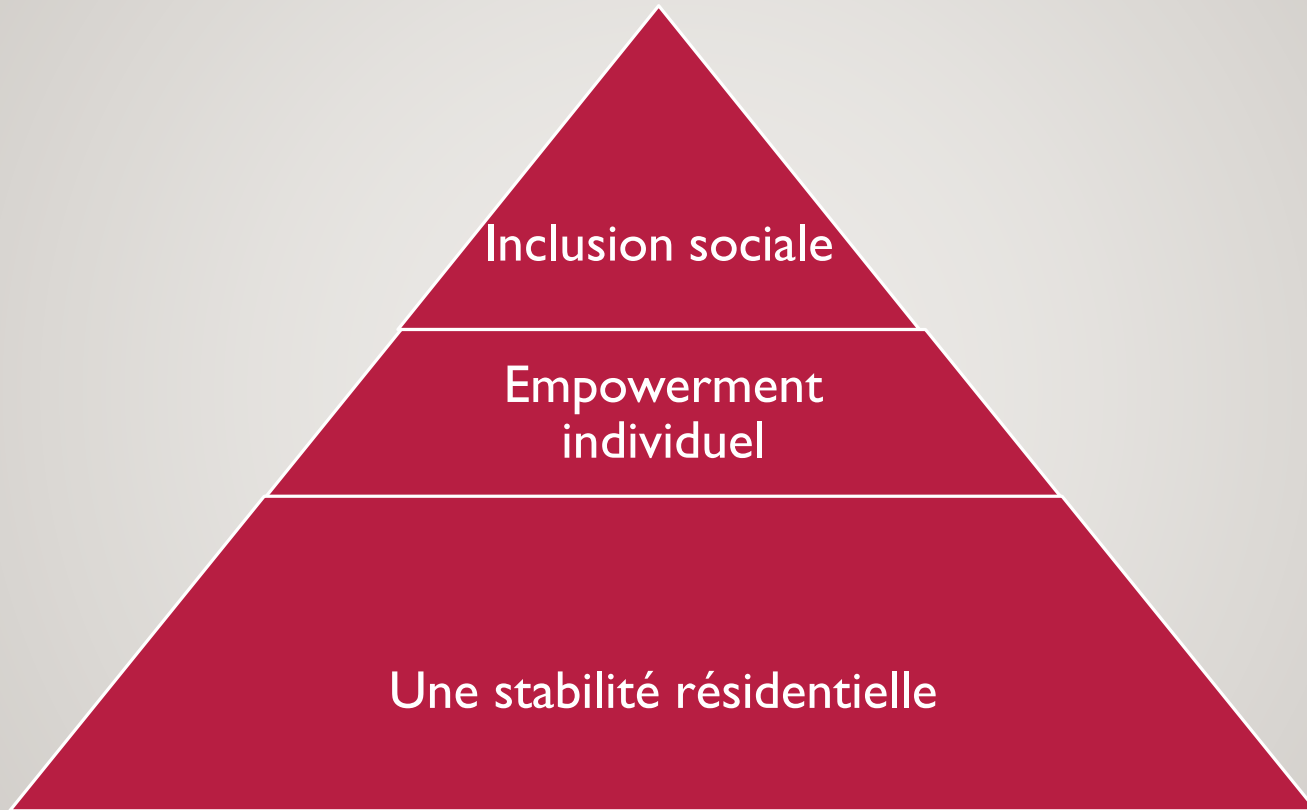 Inclusion sociale
Empowerment
individuel
Une stabilité résidentielle